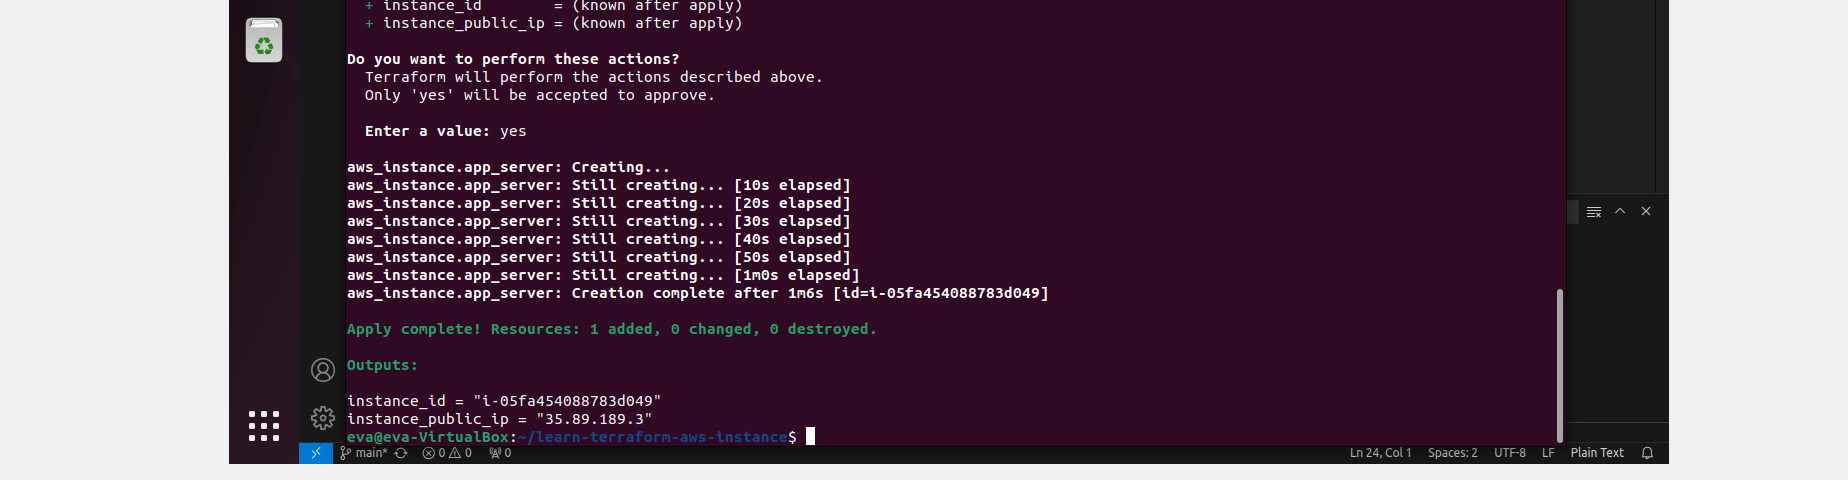 + instance_id        = (known after apply)
+ instance_public_ip = (known after apply)
Do you want to perform these actions?
Terraform will perform the actions described above.
Only 'yes' will be accepted to approve.
Enter a value: yes
aws_instance.app_server: Creating...
aws_instance.app_server: Still creating... [10s elapsed]
aws_instance.app_server: Still creating... [20s elapsed]
aws_instance.app_server: Still creating... [30s elapsed]
aws_instance.app_server: Still creating... [40s elapsed]
aws_instance.app_server: Still creating... [50s elapsed]
aws_instance.app_server: Still creating... [1m0s elapsed]
aws_instance.app_server: Creation complete after 1m6s [id=i-05fa454088783d049]
Apply complete! Resources: 1 added, 0 changed, 0 destroyed.
Outputs:
instance_id = "i-05fa454088783d049"
instance_public_ip = "35.89.189.3"
eva@eva-VirtualBox:~/learn-terraform-aws-instance$
main* 0 0 0 Ln 24, Col 1 Spaces: 2 UTF-8 LF Plain Text